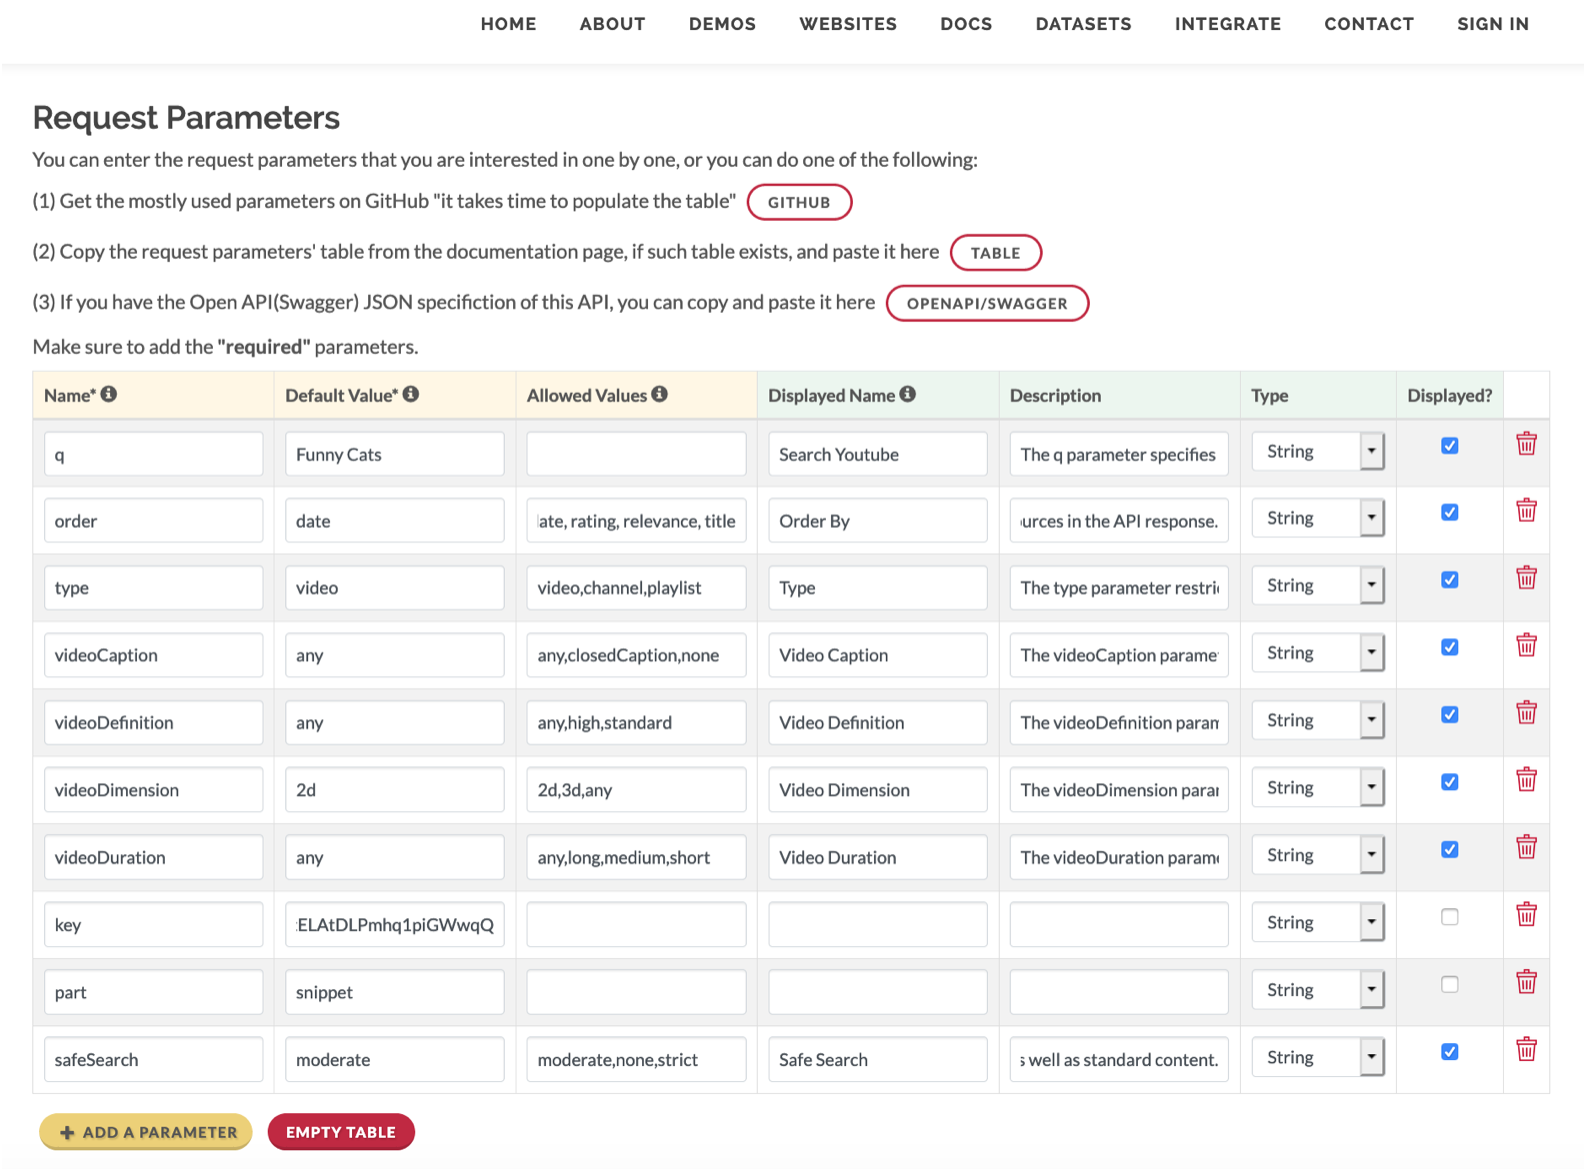 HOME ABOUT DEMOS WEBSITES DOCS DATASETS INTEGRATE CONTACT SIGN IN
Request Parameters
You can enter the request parameters that you are interested in one by one, or you can do one of the following:
(1) Get the mostly used parameters on GitHub "it takes time to populate the table" GITHUB
(2) Copy the request parameters' table from the documentation page, if such table exists, and paste it here TABLE
(3) If you have the Open API(Swagger) JSON specifiction of this API, you can copy and paste it here OPENAPI/SWAGGER
Make sure to add the "required" parameters.
Name* Default Value* Allowed Values Displayed Name Description Type Displayed?
q Funny Cats Search Youtube The q parameter specifies String
order date late, rating, relevance, title Order By urces in the API response. String
type video video,channel,playlist Type The type parameter restri String
videoCaption any any,closedCaption,none Video Caption The videoCaption parame String
videoDefinition any any,high,standard Video Definition The videoDefinition param String
videoDimension 2d 2d,3d,any Video Dimension The videoDimension para String
videoDuration any any,long,medium,short Video Duration The videoDuration parame String
key ELAtDLPmhq1piGWwqQ String
part snippet String
safeSearch moderate moderate,none,strict Safe Search s well as standard content. String
+ ADD A PARAMETER EMPTY TABLE